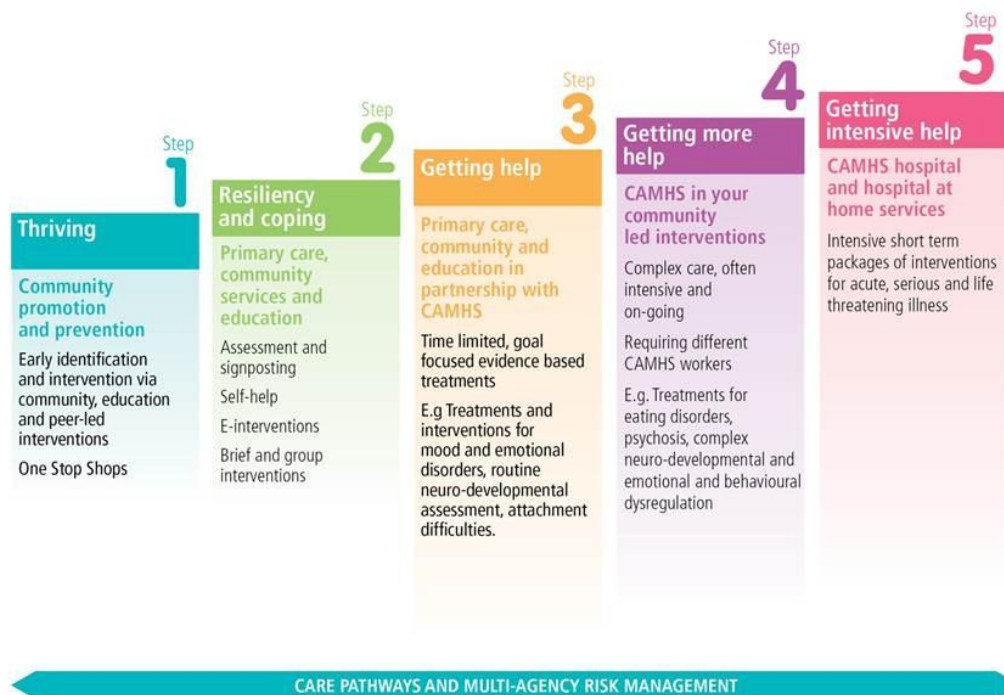 Step
1
Thriving
Community
promotion
and prevention
Early identification
and intervention via
community, education
and peer-led
interventions
One Stop Shops
Step
2
Resiliency
and coping
Primary care,
community
services and
education
Assessment and
signposting
Self-help
E-interventions
Brief and group
interventions
Step
3
Getting help
Primary care,
community and
education in
partnership with
CAMHS
Time limited, goal
focused evidence based
treatments
E.g Treatments and
interventions for
mood and emotional
disorders, routine
neuro-developmental
assessment, attachment
difficulties.
Step
4
Getting more
help
CAMHS in your
community
led interventions
Complex care, often
intensive and
on-going
Requiring different
CAMHS workers
E.g. Treatments for
eating disorders,
psychosis, complex
neuro-developmental and
emotional and behavioural
dysregulation
Step
5
Getting
intensive help
CAMHS hospital
and hospital at
home services
Intensive short term
packages of interventions
for acute, serious and life
threatening illness
CARE PATHWAYS AND MULTI-AGENCY RISK MANAGEMENT